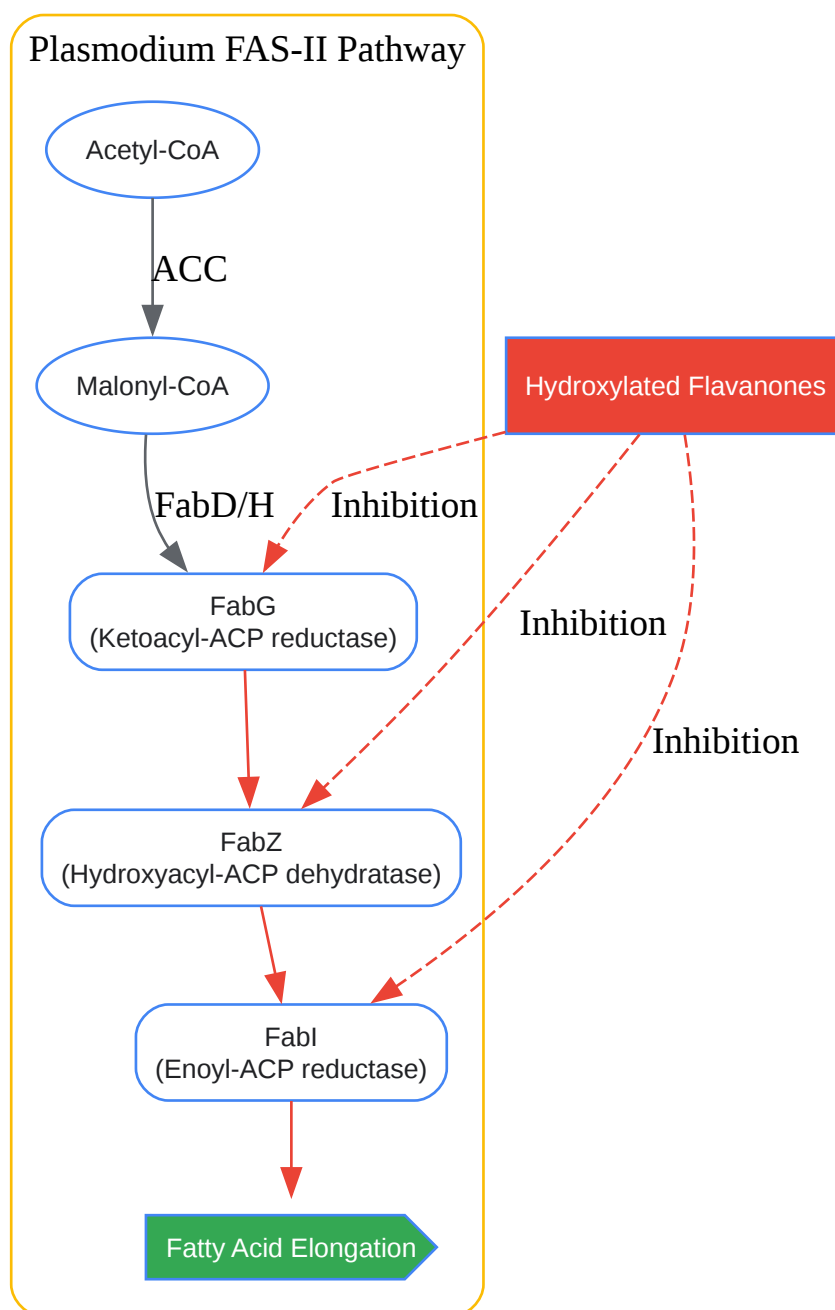 Plasmodium FAS-II Pathway
Acetyl-CoA
ACC
Malonyl-CoA
Hydroxylated Flavanones
FabD/H
Inhibition
FabG
(Ketoacyl-ACP reductase)
Inhibition
Inhibition
FabZ
(Hydroxyacyl-ACP dehydratase)
FabI
(Enoyl-ACP reductase)
Fatty Acid Elongation